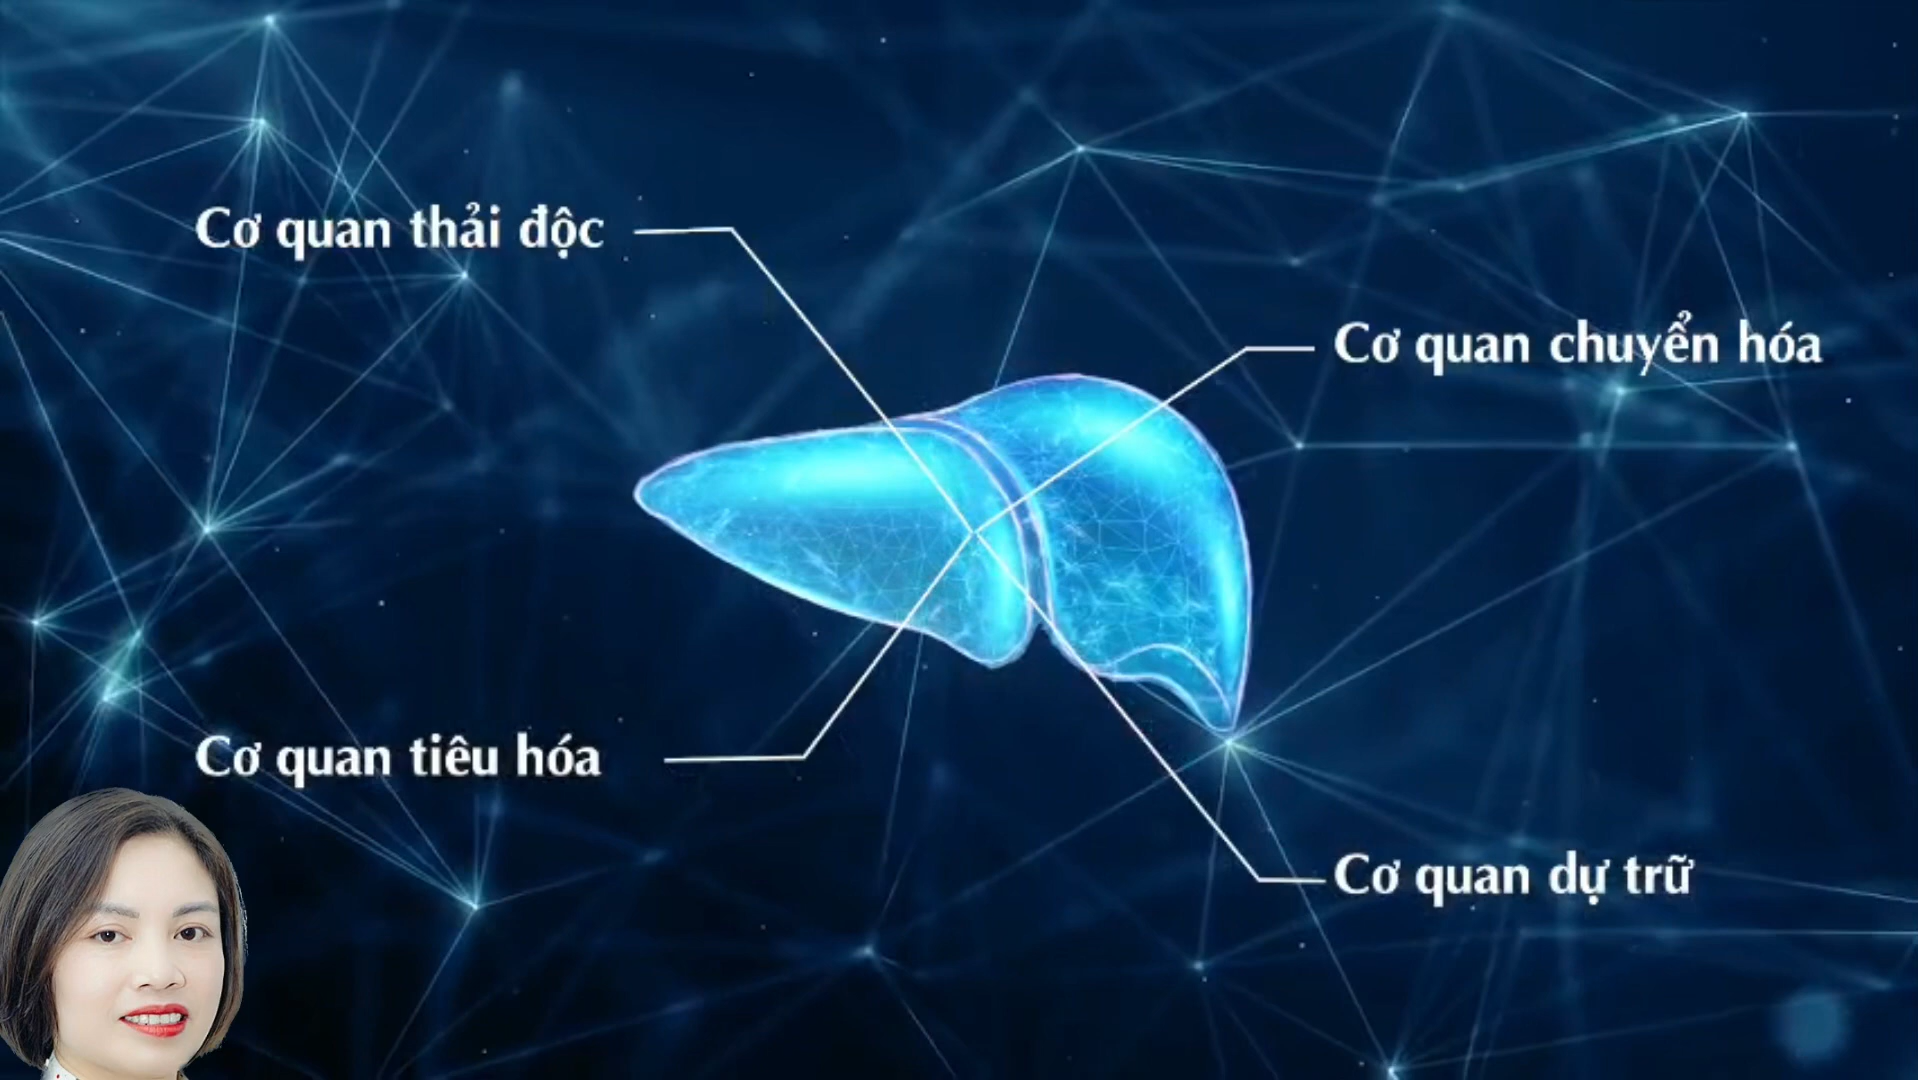 Cơ quan thải độc
Cơ quan chuyển hóa
Cơ quan tiêu hóa
Cơ quan dự trữ